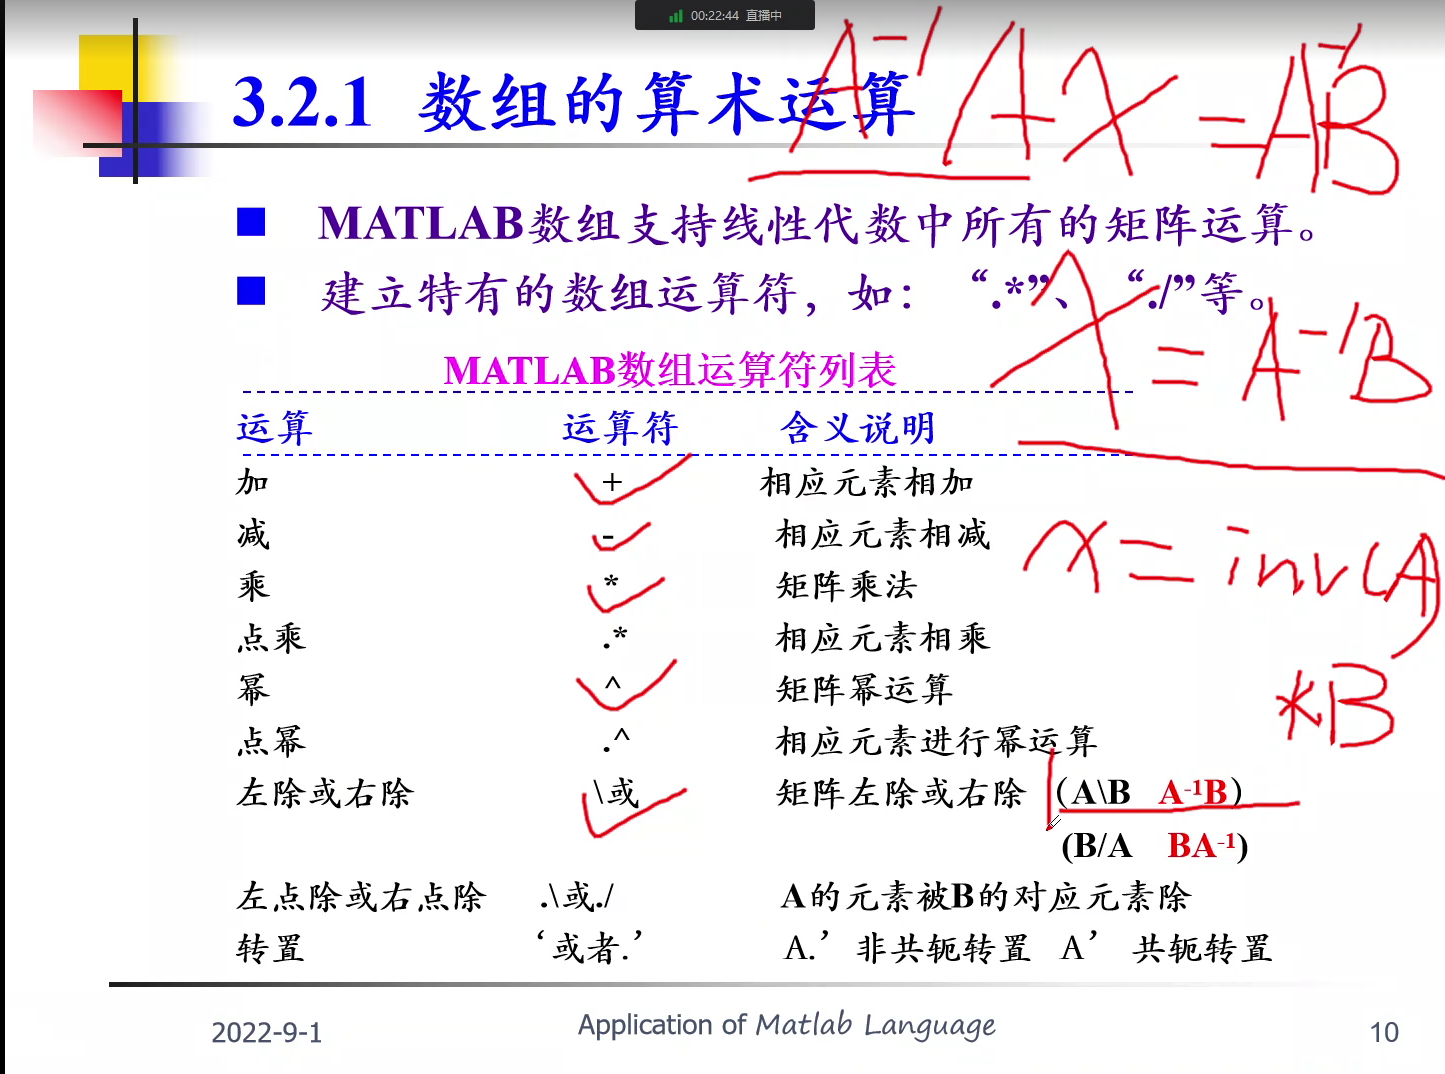 00:22:44 直播中
3.2.1 数组的算术运算
A⁻¹AX = A⁻¹B
MATLAB数组支持线性代数中所有的矩阵运算。
建立特有的数组运算符，如：“.*”、“./”等。
X = A⁻¹B
MATLAB数组运算符列表
运算 运算符 含义说明
加 + 相应元素相加
减 - 相应元素相减
x = inv(A)
乘 * 矩阵乘法
点乘 .* 相应元素相乘
*B
幂 ^ 矩阵幂运算
点幂 .^ 相应元素进行幂运算
左除或右除 \或 矩阵左除或右除 （A\B A⁻¹B）
(B/A BA⁻¹)
左点除或右点除 .\或./ A的元素被B的对应元素除
转置 ‘或者.’ A.’ 非共轭转置 A’ 共轭转置
2022-9-1 Application of Matlab Language 10